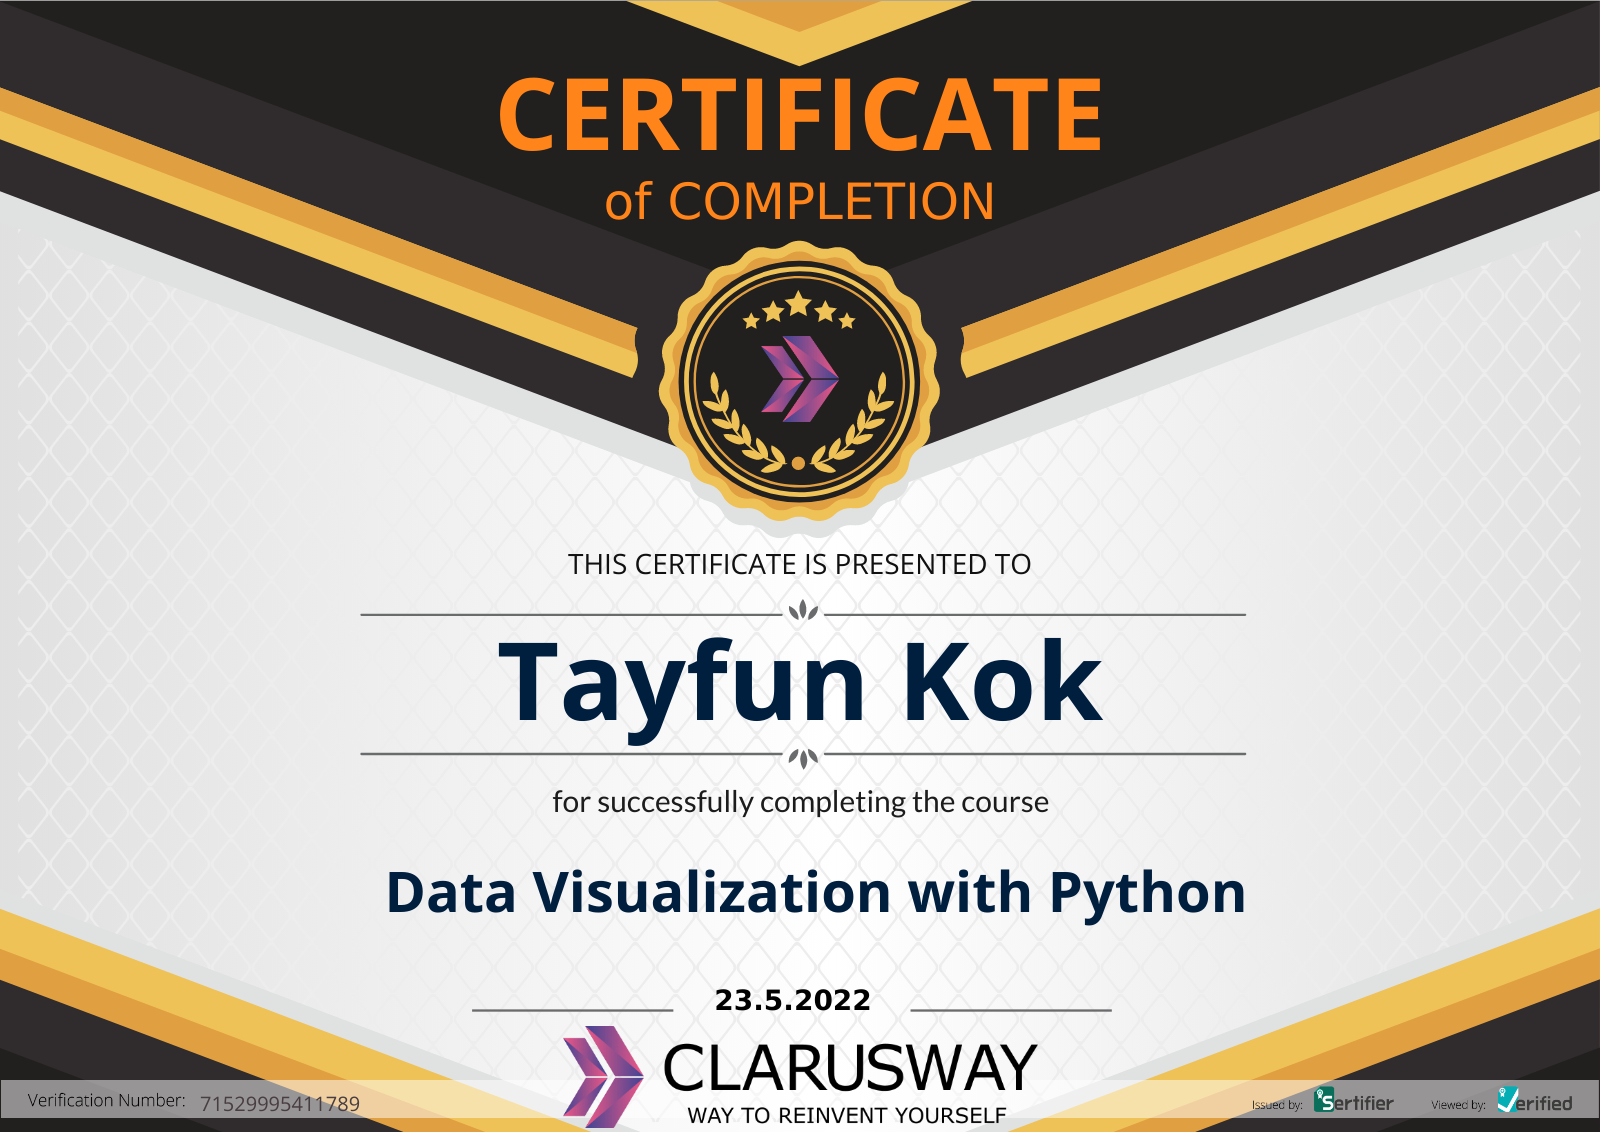 CERTIFICATE
of COMPLETION
THIS CERTIFICATE IS PRESENTED TO
Tayfun Kok
for successfully completing the course
Data Visualization with Python
23.5.2022
CLARUSWAY
WAY TO REINVENT YOURSELF
Verification Number: 71529995411789
Issued by: Sertifier Viewed by: Verified